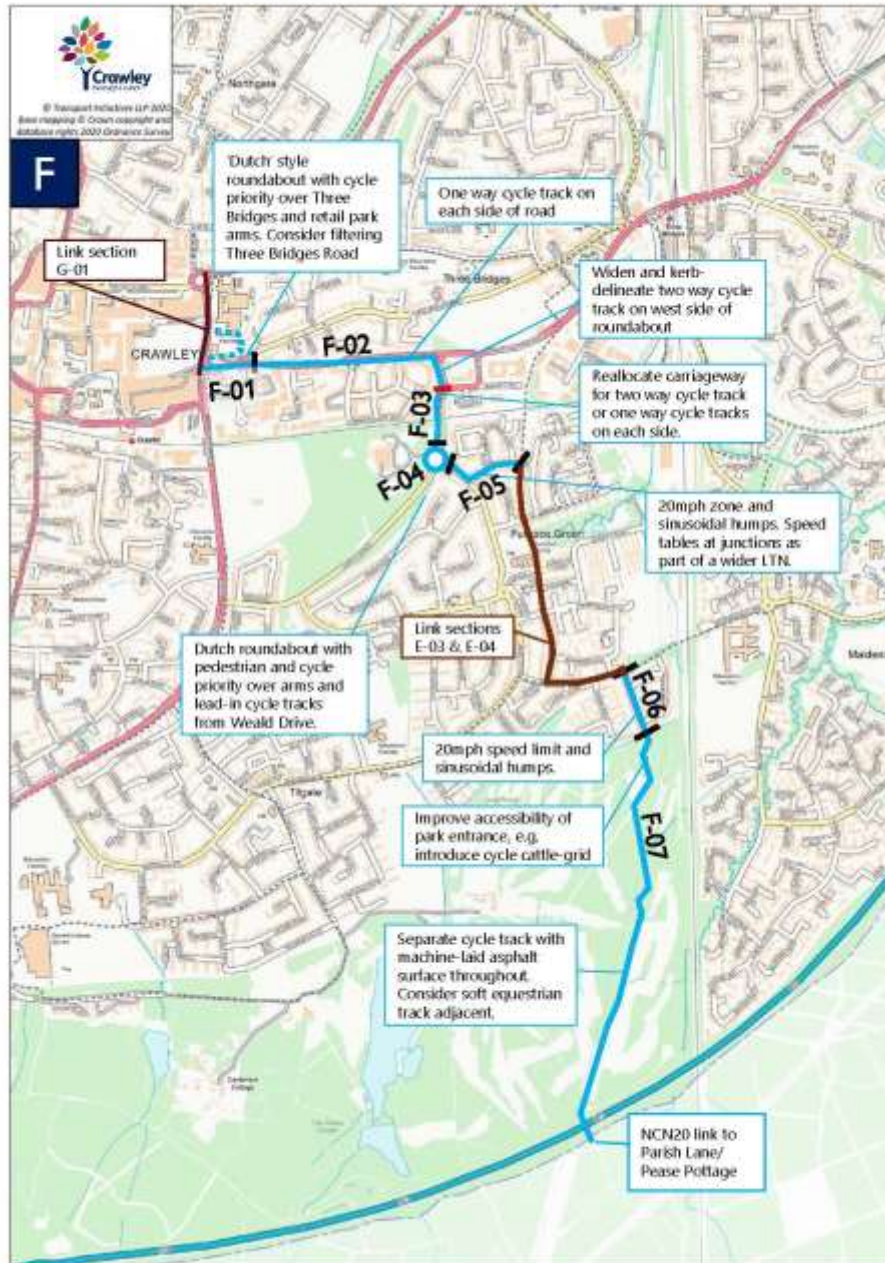 Crawley
© Transport Initiatives LLP 2020
Base mapping © Crown copyright and
database rights 2020 Ordnance Survey
F
Northgate
'Dutch' style
roundabout with cycle
priority over Three
Bridges and retail park
arms. Consider filtering
Three Bridges Road
One way cycle track on
each side of road
Link section
G-01
Three Bridges
Widen and kerb-
delineate two way cycle
track on west side of
roundabout
CRAWLEY
F-01
F-02
F-03
Reallocate carriageway
for two way cycle track
or one way cycle tracks
on each side.
F-04
F-05
20mph zone and
sinusoidal humps. Speed
tables at junctions as
part of a wider LTN.
Furnace Green
Link sections
E-03 & E-04
Dutch roundabout with
pedestrian and cycle
priority over arms and
lead-in cycle tracks
from Weald Drive.
Maiden
F-06
20mph speed limit and
sinusoidal humps.
Tilgate
Improve accessibility of
park entrance, e.g.
introduce cycle cattle-grid
F-07
Separate cycle track with
machine-laid asphalt
surface throughout.
Consider soft equestrian
track adjacent.
NCN20 link to
Parish Lane/
Pease Pottage